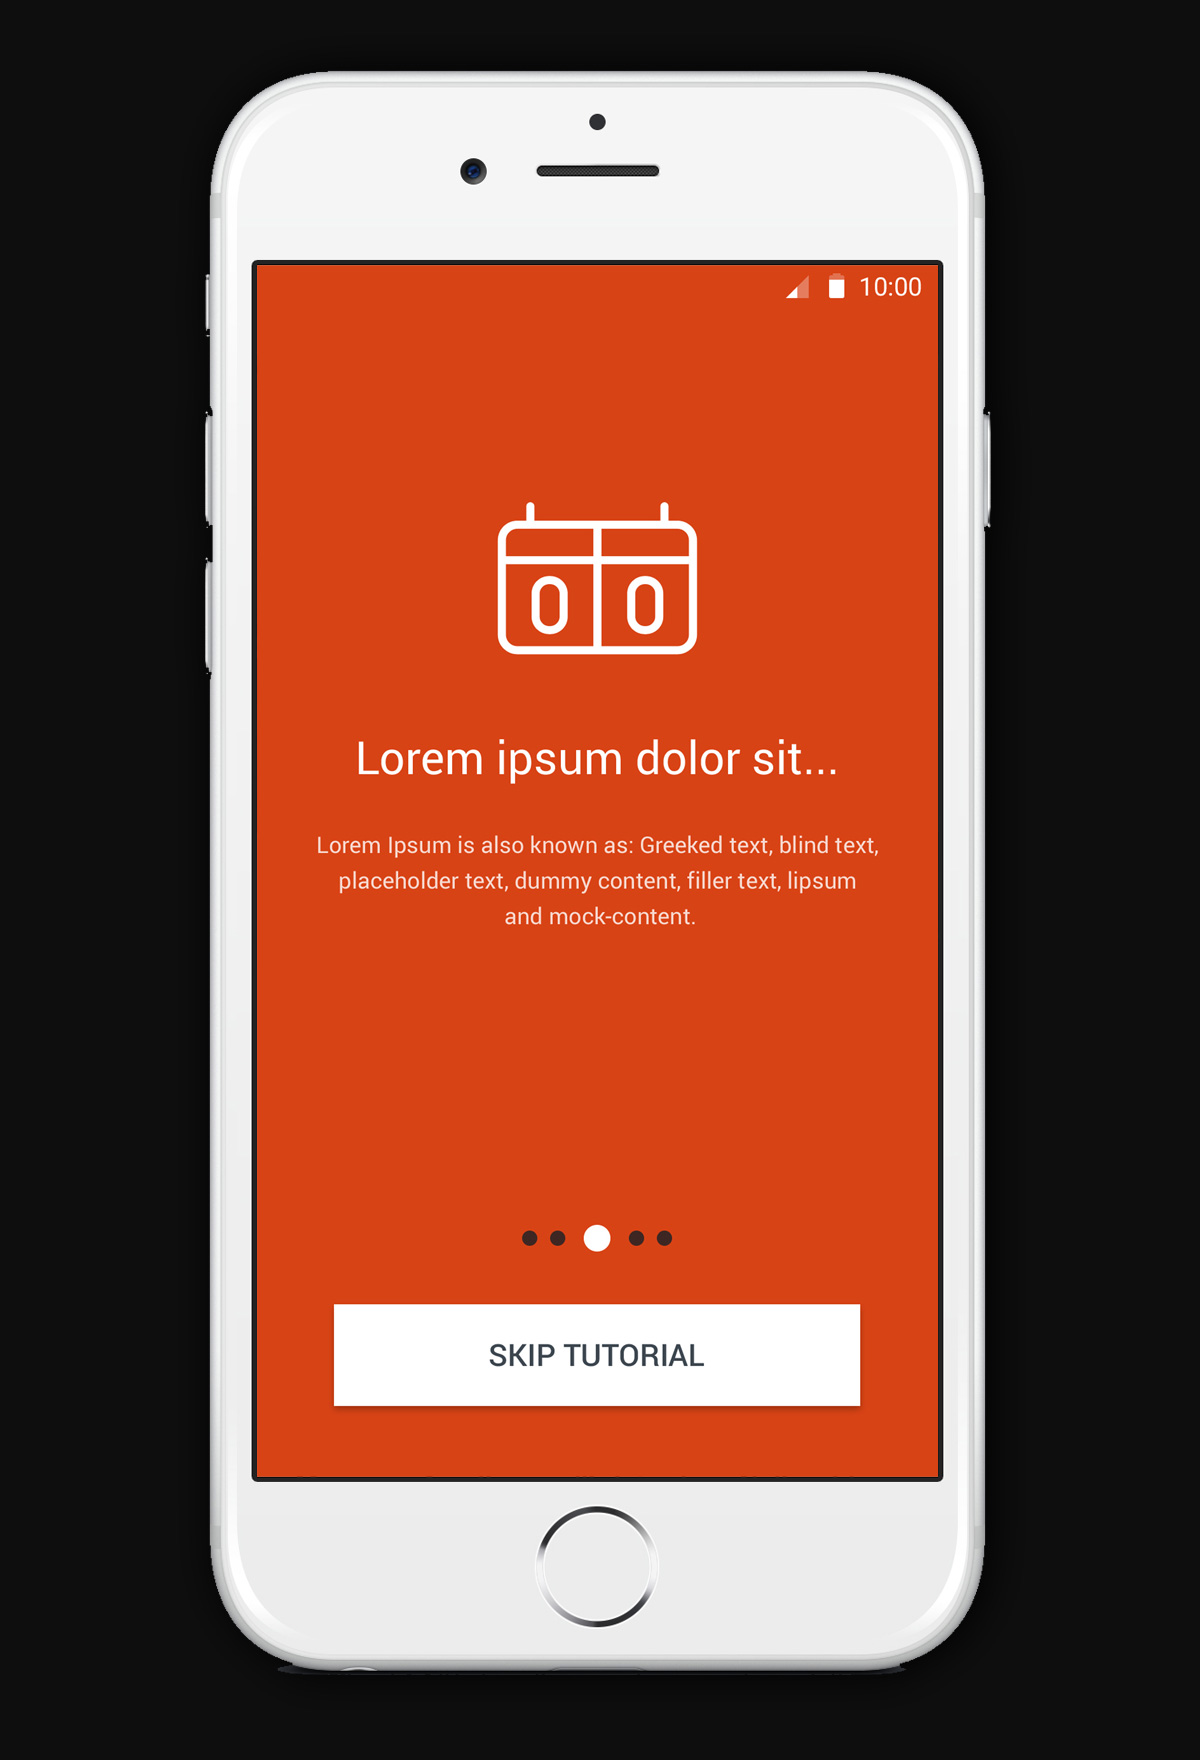 10:00
0 0
Lorem ipsum dolor sit...
Lorem Ipsum is also known as: Greeked text, blind text,
placeholder text, dummy content, filler text, lipsum
and mock-content.
SKIP TUTORIAL